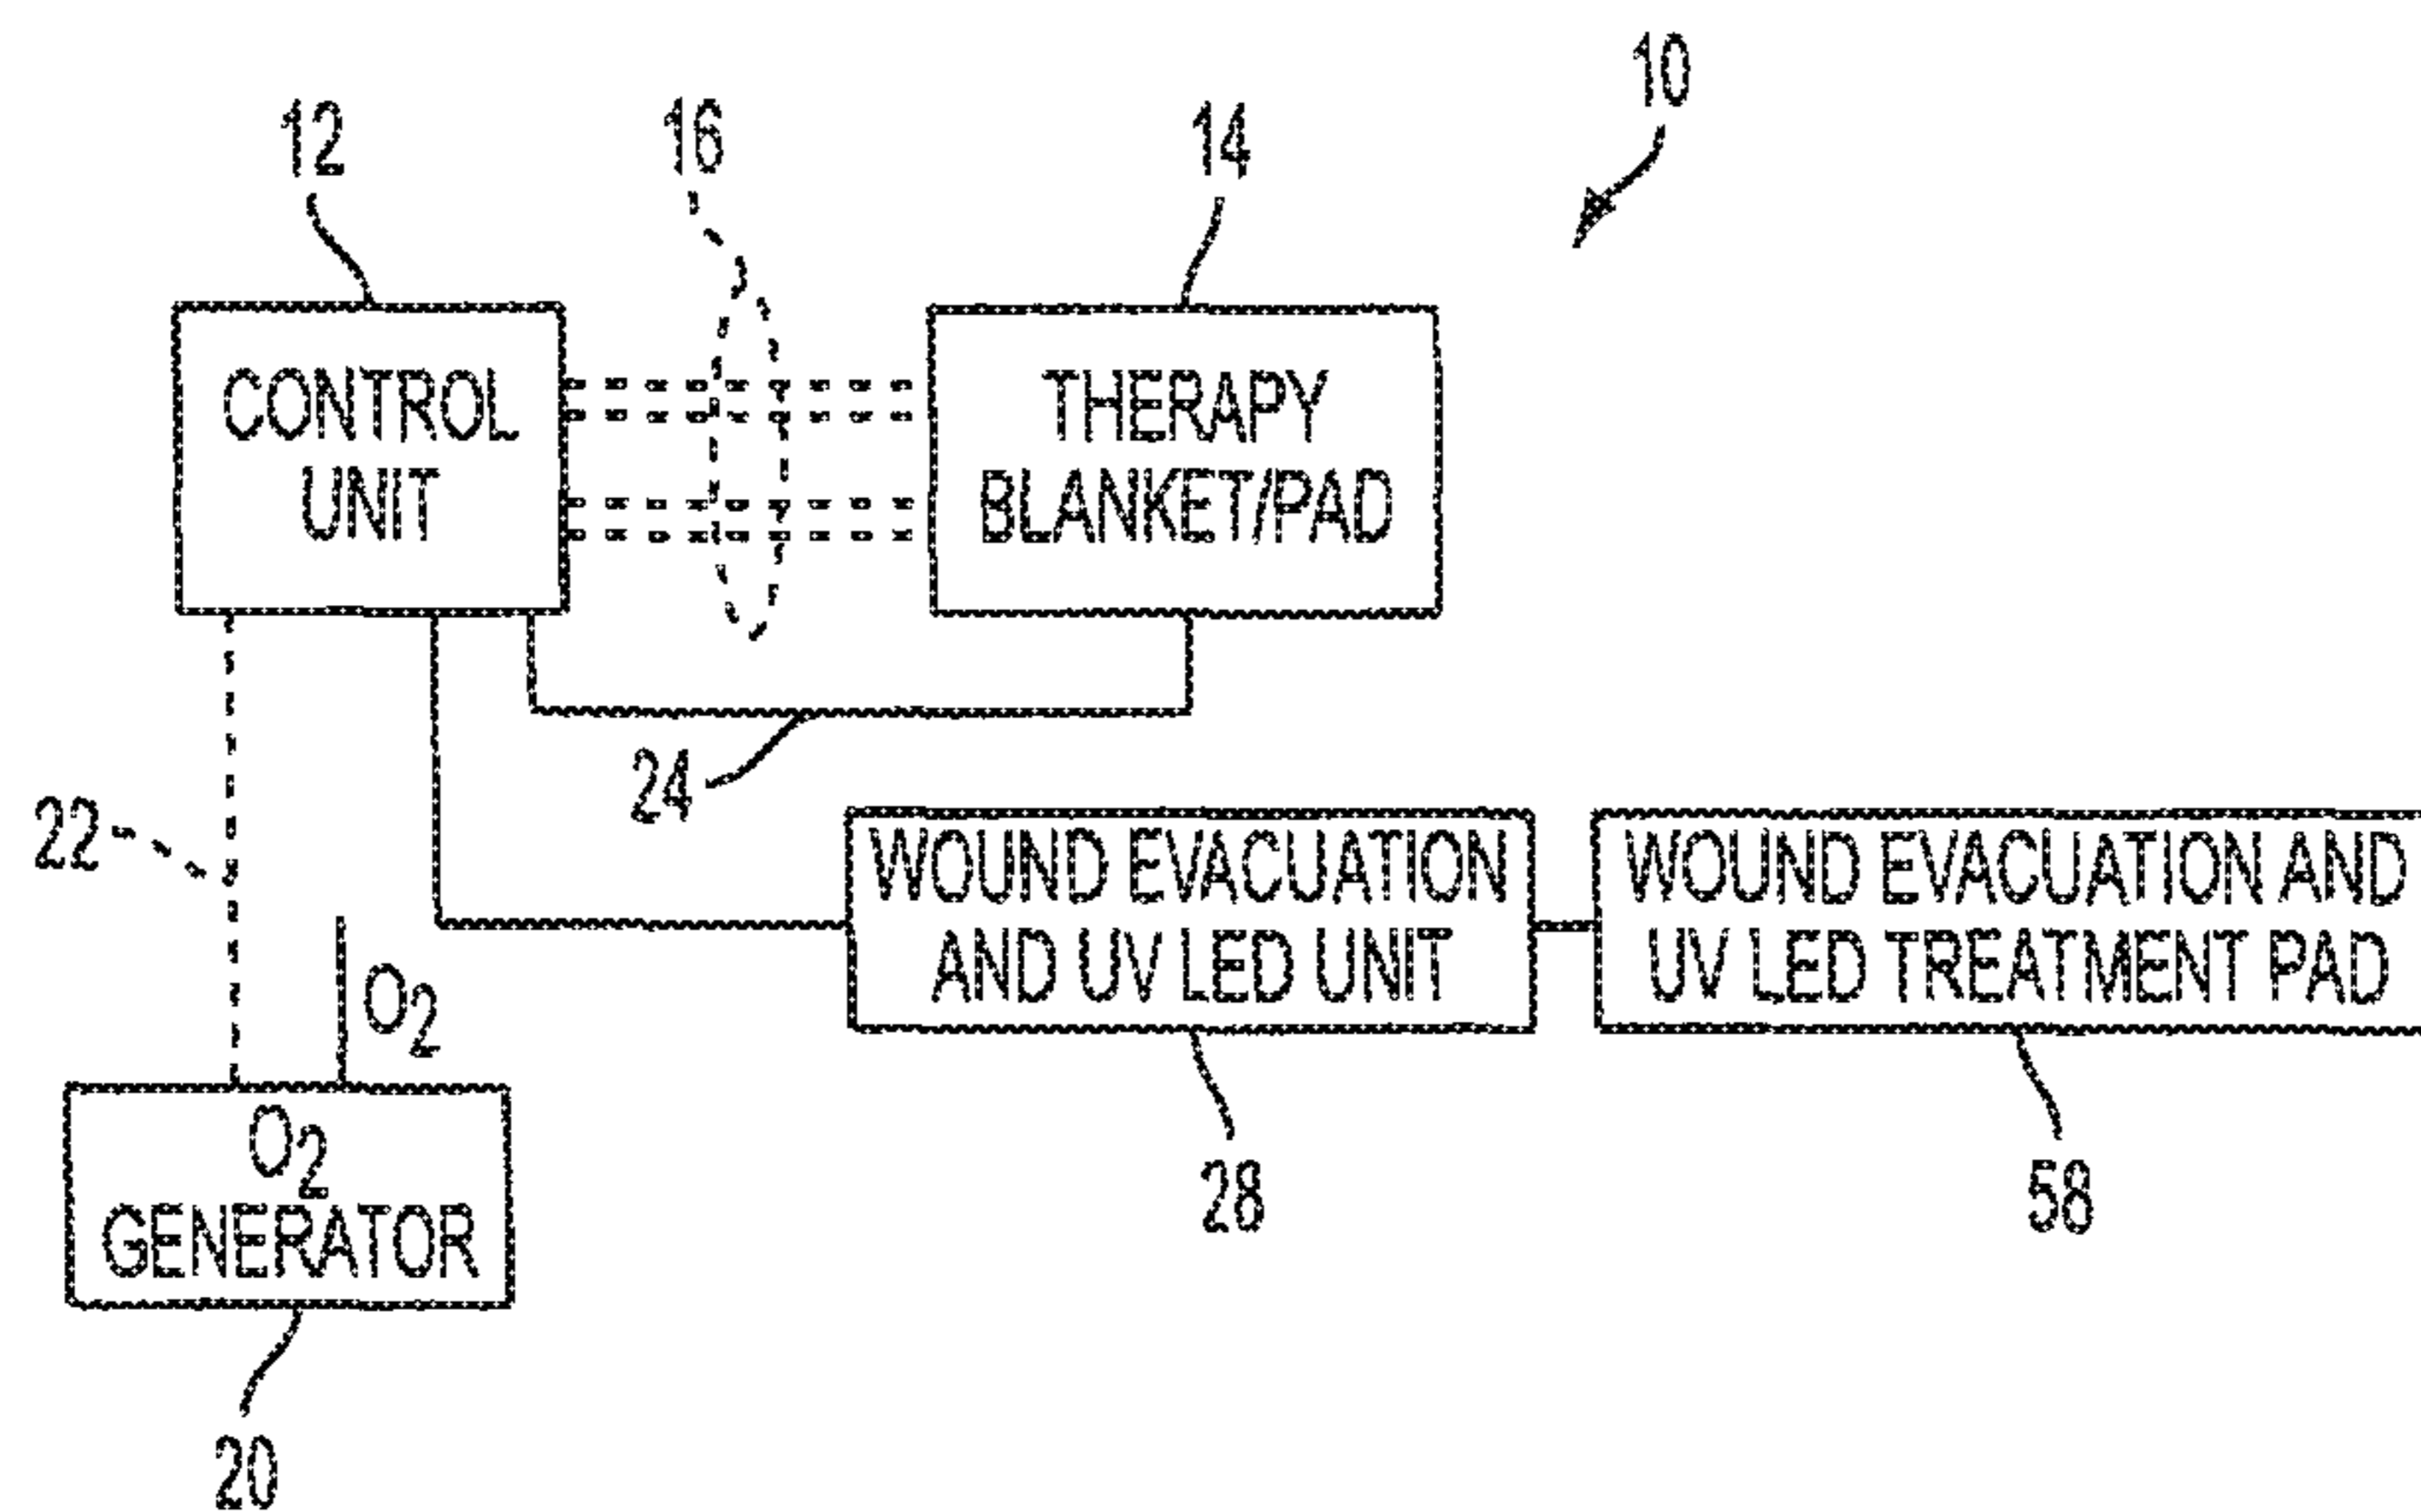 10
12
16
14
CONTROL
UNIT
THERAPY
BLANKET/PAD
24
22
WOUND EVACUATION
AND UV LED UNIT
WOUND EVACUATION AND
UV LED TREATMENT PAD
O2
O2
GENERATOR
28
58
20